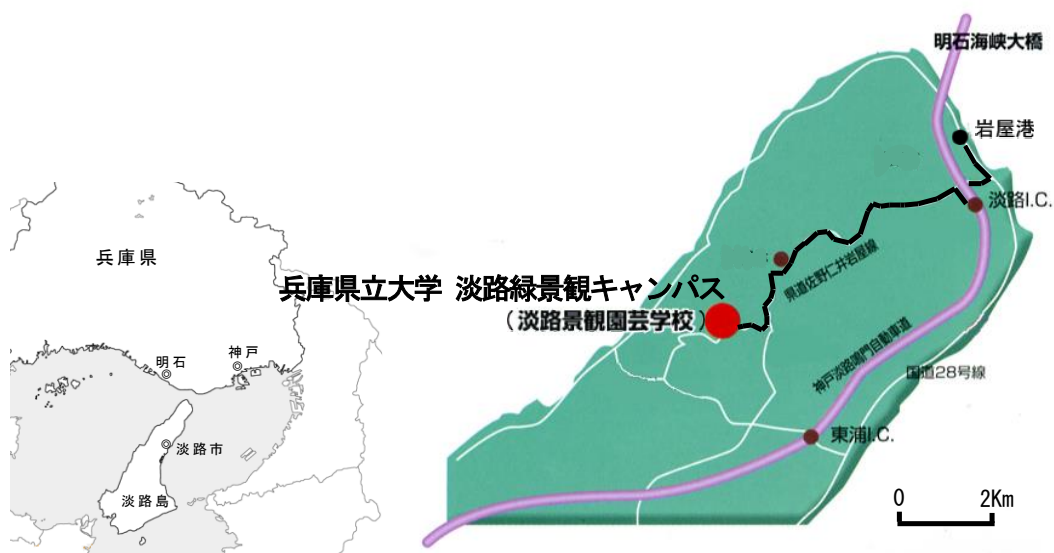 兵庫県
明石
神戸
淡路市
淡路島
明石海峡大橋
岩屋港
淡路I.C.
県道佐野仁井岩屋線
兵庫県立大学 淡路緑景観キャンパス
（淡路景観園芸学校）
神戸淡路鳴門自動車道
国道28号線
東浦I.C.
0 2Km